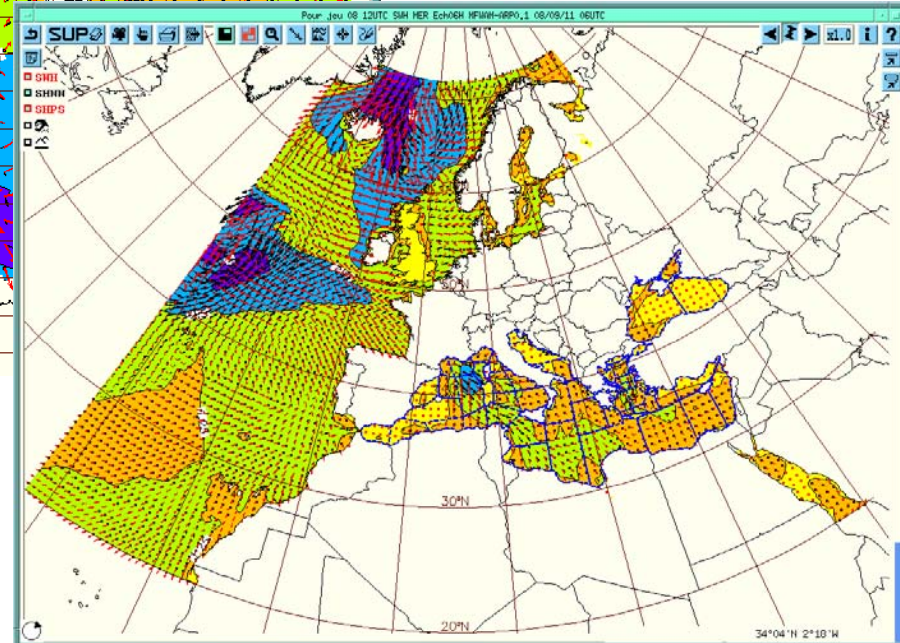 Pour jeu 08 12UTC SWH MER Ech06H MFWAM-ARP0.1 08/09/11 06UTC
SUP
x1.0
i
?
SWH
SHWW
SHPS
50°N
30°N
20°N
34°04'N 2°18'W